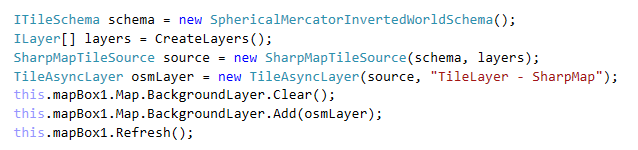 ITileSchema schema = new SphericalMercatorInvertedWorldSchema();
ILayer[] layers = CreateLayers();
SharpMapTileSource source = new SharpMapTileSource(schema, layers);
TileAsyncLayer osmLayer = new TileAsyncLayer(source, "TileLayer - SharpMap");
this.mapBox1.Map.BackgroundLayer.Clear();
this.mapBox1.Map.BackgroundLayer.Add(osmLayer);
this.mapBox1.Refresh();